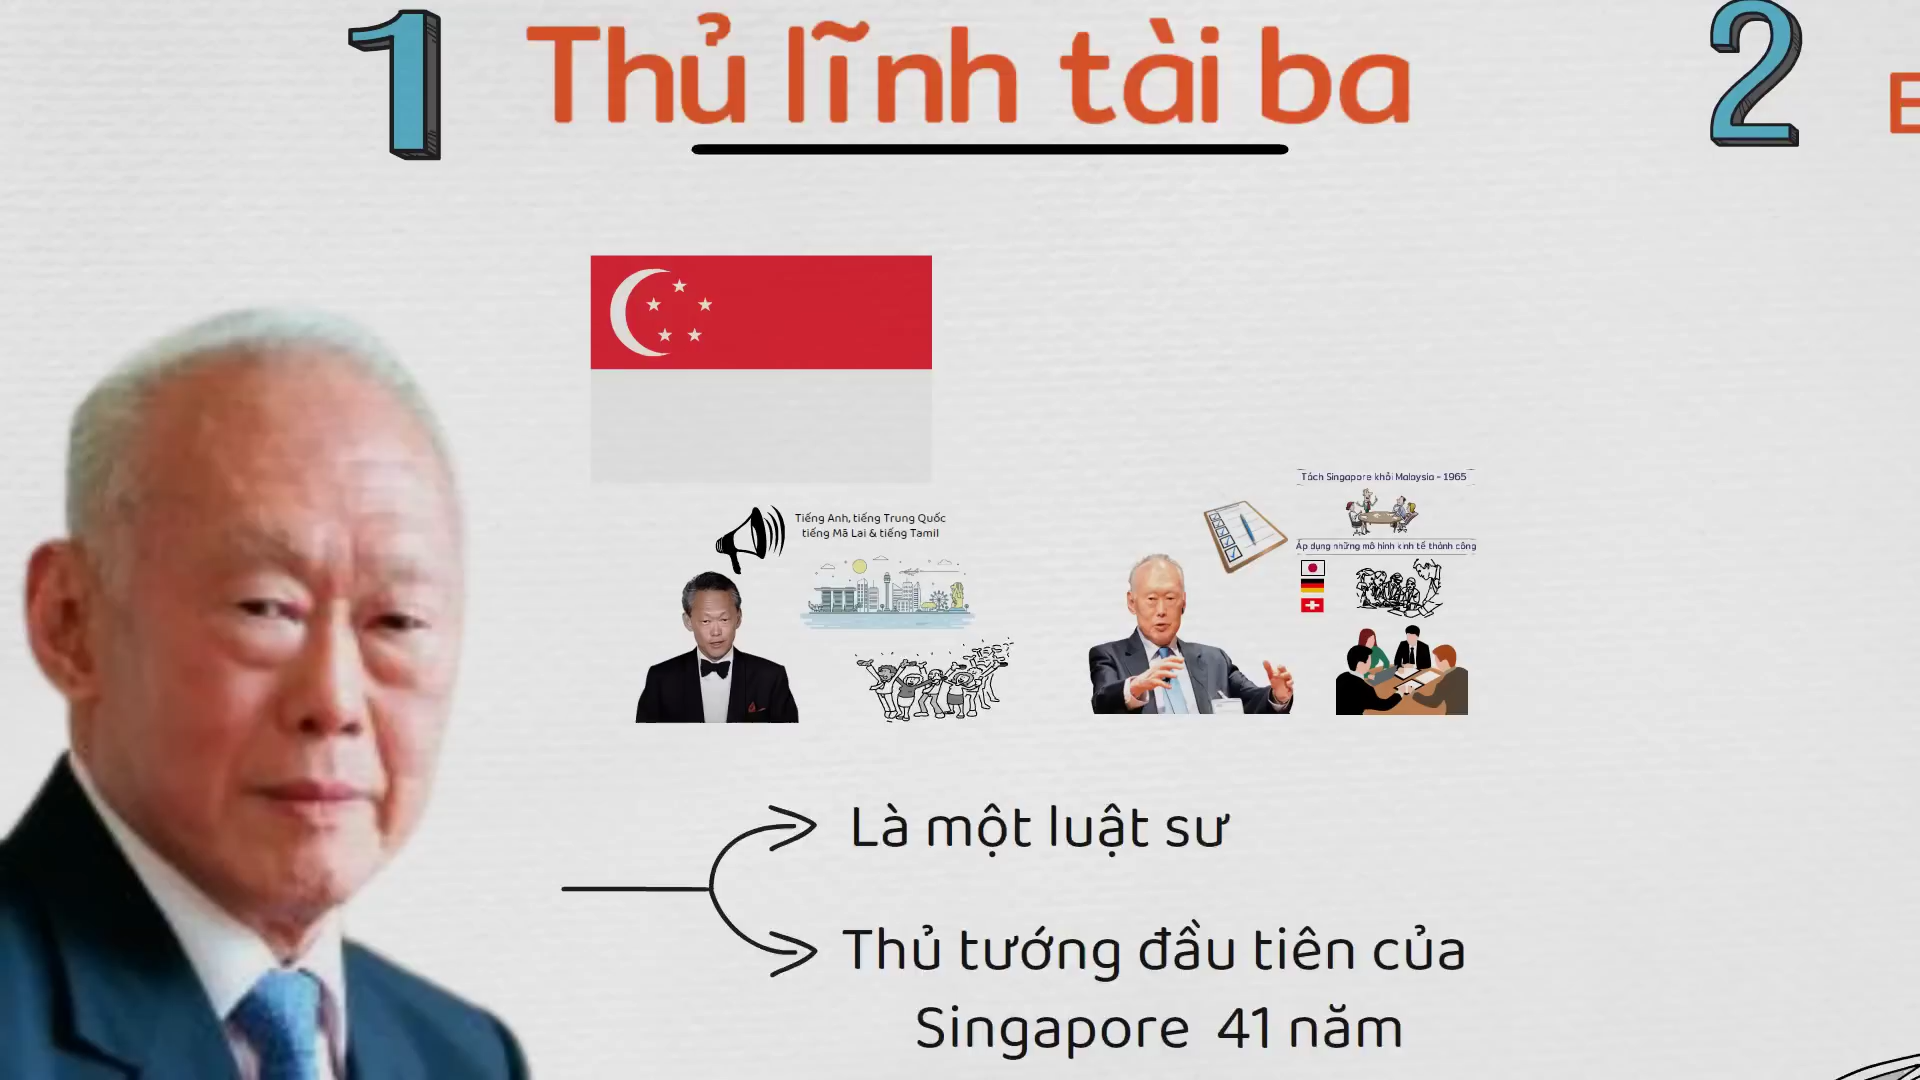 1 Thủ lĩnh tài ba
2
Tách Singapore khỏi Malaysia - 1965
Tiếng Anh, tiếng Trung Quốc
tiếng Mã Lai & tiếng Tamil
Áp dụng những mô hình kinh tế thành công
Là một luật sư
Thủ tướng đầu tiên của
Singapore 41 năm